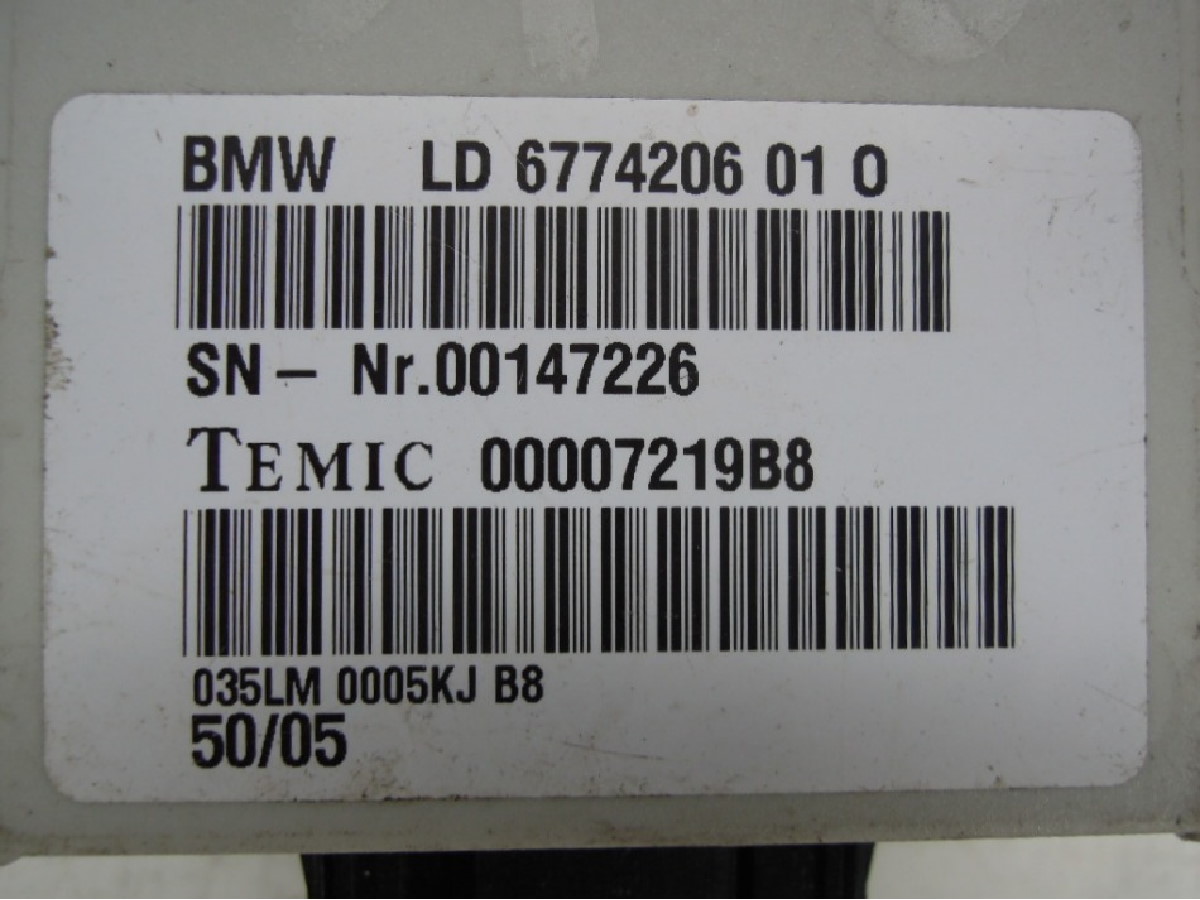 BMW LD 6774206 01 0
SN- Nr.00147226
TEMIC 00007219B8
035LM 0005KJ B8
50/05